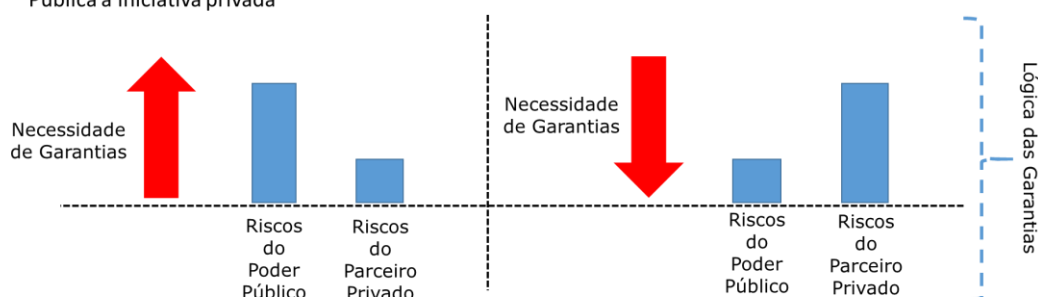 Pública à iniciativa privada
Necessidade
de Garantias
Riscos
do
Poder
Público
Riscos
do
Parceiro
Privado
Necessidade
de Garantias
Riscos
do
Poder
Público
Riscos
do
Parceiro
Privado
Lógica das Garantias